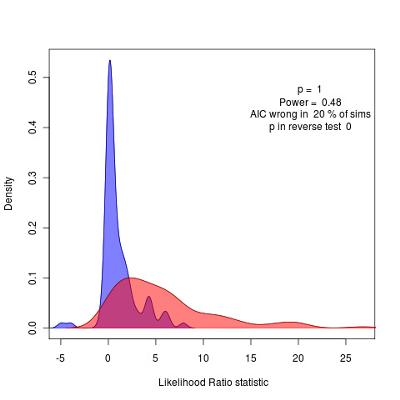 p = 1
Power = 0.48
AIC wrong in 20 % of sims
p in reverse test 0
Density
0.5
0.4
0.3
0.2
0.1
0.0
-5 0 5 10 15 20 25
Likelihood Ratio statistic